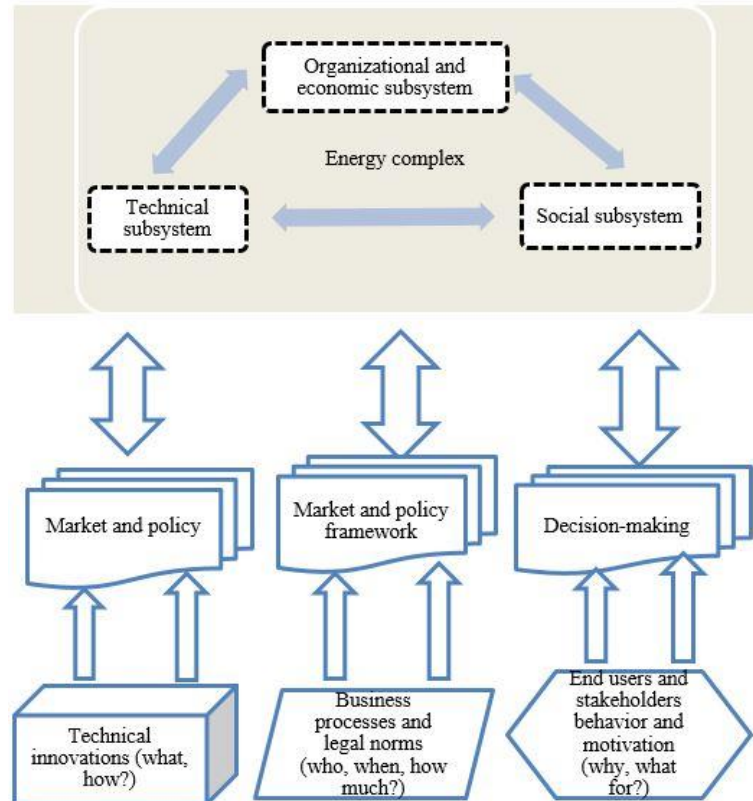 Organizational and
economic subsystem
Energy complex
Technical
subsystem
Social subsystem
Market and policy
Market and policy
framework
Decision-making
Technical
innovations (what,
how?)
Business
processes and
legal norms
(who, when, how
much?)
End users and
stakeholders
behavior and
motivation
(why, what
for?)